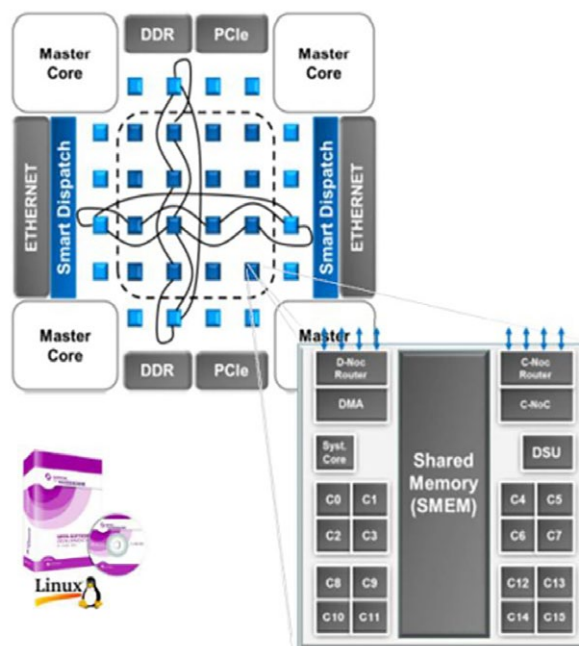 DDR
PCIe
Master
Core
Master
Core
ETHERNET
Smart Dispatch
Smart Dispatch
ETHERNET
Master
Core
Master
DDR
PCIe
D-Noc
Router
DMA
C-Noc
Router
C-NoC
Syst.
Core
DSU
Shared
Memory
(SMEM)
C0
C1
C2
C3
C4
C5
C6
C7
C8
C9
C10
C11
C12
C13
C14
C15
Linux